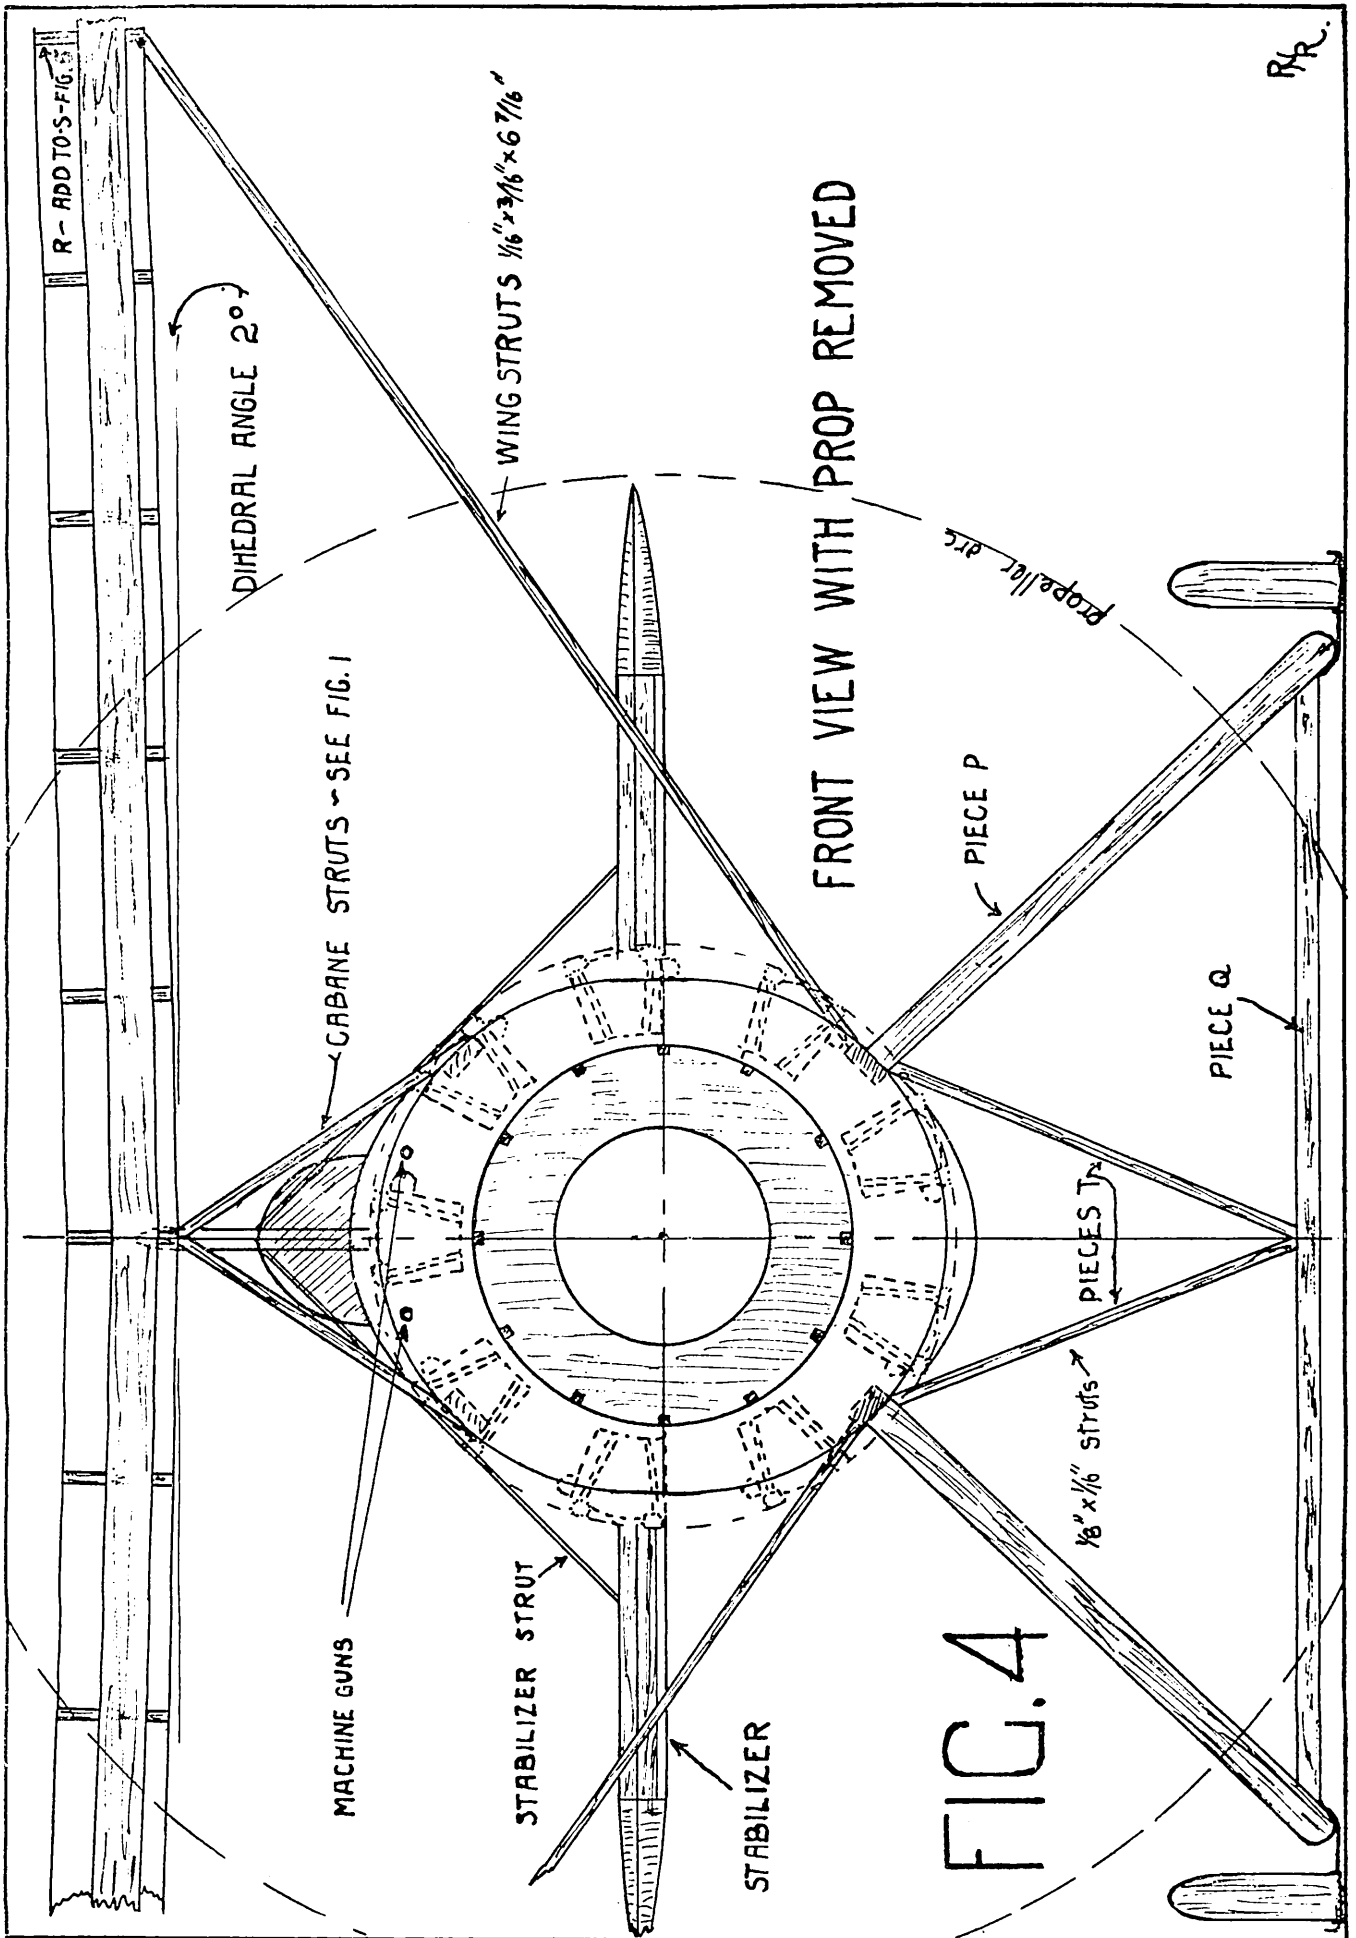 R- ADD TO-S-FIG. 
DIHEDRAL ANGLE 2°
WING STRUTS 1/16" x 3/16" x 6 7/16"
CABANE STRUTS ~ SEE FIG. 1
MACHINE GUNS
STABILIZER STRUT
STABILIZER
FRONT VIEW WITH PROP REMOVED
propeller arc
PIECE P
PIECE Q
PIECES T
1/8" x 1/16" struts
FIG. 4